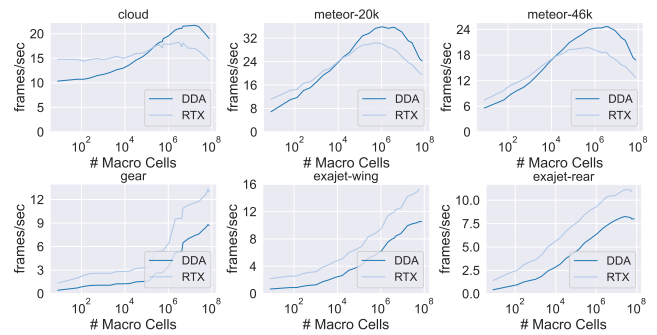 cloud
frames/sec
20
15
10
5
0
DDA
RTX
10^2 10^4 10^6 10^8
# Macro Cells
meteor-20k
frames/sec
32
24
16
8
0
DDA
RTX
10^2 10^4 10^6 10^8
# Macro Cells
meteor-46k
frames/sec
24
18
12
6
0
DDA
RTX
10^2 10^4 10^6 10^8
# Macro Cells
gear
frames/sec
12
9
6
3
0
DDA
RTX
10^2 10^4 10^6 10^8
# Macro Cells
exajet-wing
frames/sec
16
12
8
4
0
DDA
RTX
10^2 10^4 10^6 10^8
# Macro Cells
exajet-rear
frames/sec
10.0
7.5
5.0
2.5
0.0
DDA
RTX
10^2 10^4 10^6 10^8
# Macro Cells